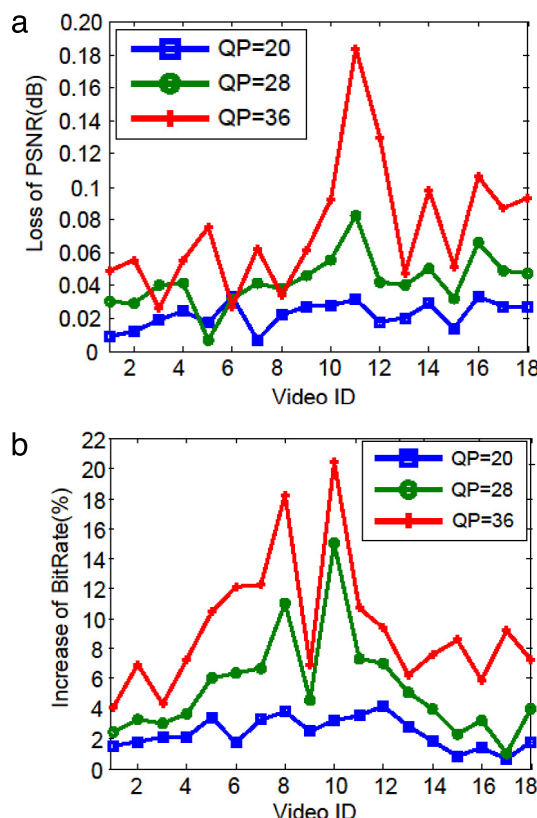 a
0.20
0.18
0.16
0.14
0.12
0.1
0.08
0.06
0.04
0.02
0
Loss of PSNR(dB)
QP=20
QP=28
QP=36
2 4 6 8 10 12 14 16 18
Video ID
b
22
20
18
16
14
12
10
8
6
4
2
0
Increase of BitRate(%)
QP=20
QP=28
QP=36
2 4 6 8 10 12 14 16 18
Video ID